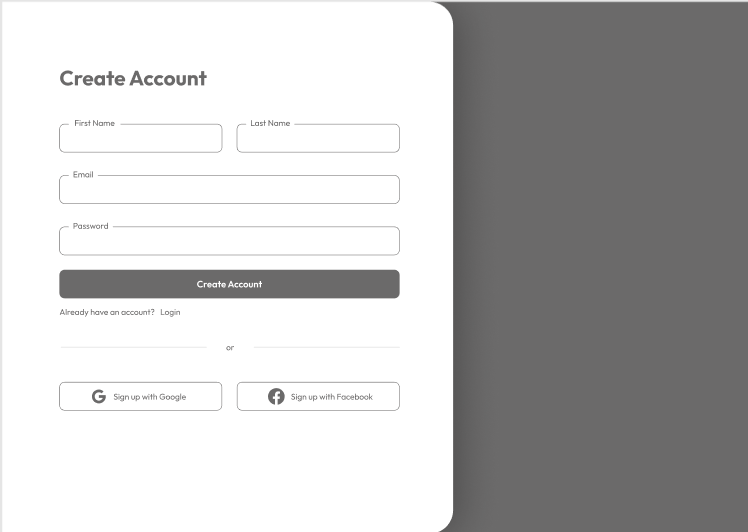 Create Account
First Name Last Name
Email
Password
Create Account
Already have an account? Login
or
Sign up with Google Sign up with Facebook